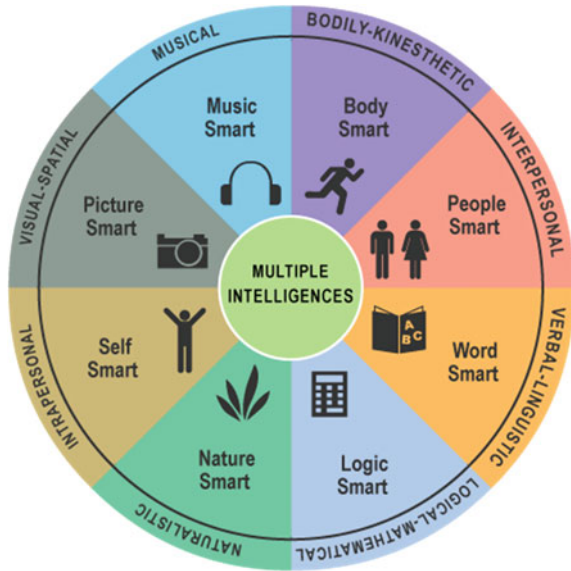 MUSICAL
Music
Smart
BODILY-KINESTHETIC
Body
Smart
INTERPERSONAL
People
Smart
VERBAL-LINGUISTIC
A
B C
Word
Smart
LOGICAL-MATHEMATICAL
Logic
Smart
NATURALISTIC
Nature
Smart
INTRAPERSONAL
Self
Smart
VISUAL-SPATIAL
Picture
Smart
MULTIPLE
INTELLIGENCES